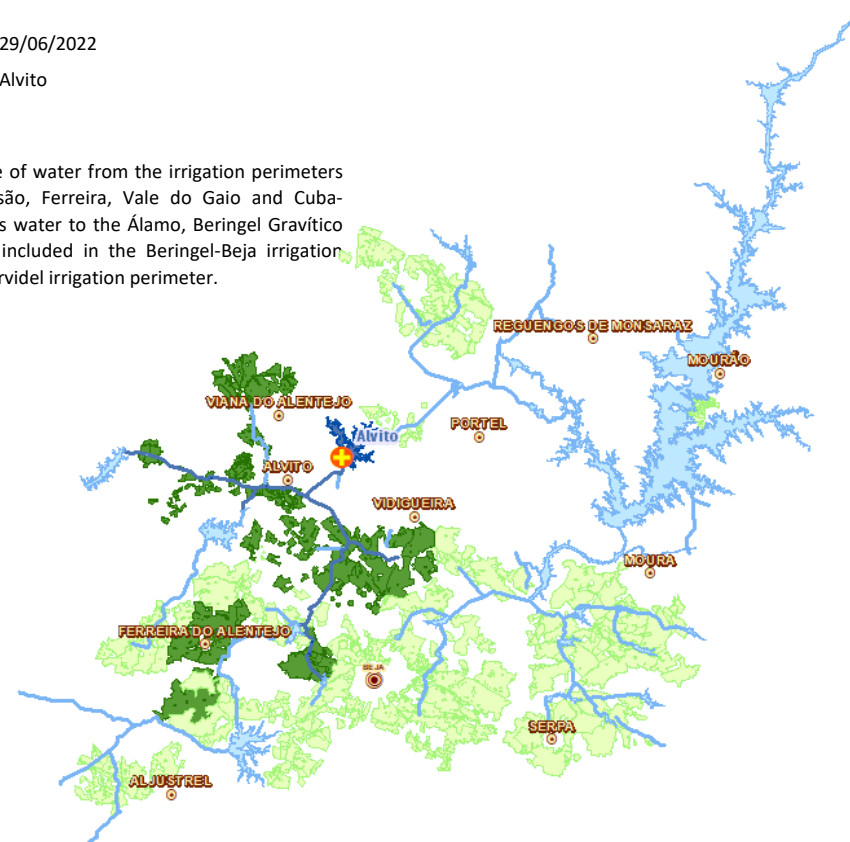 29/06/2022
Alvito
of water from the irrigation perimeters
Ferreira, Vale do Gaio and Cuba-
water to the Álamo, Beringel Gravítico
included in the Beringel-Beja irrigation
irrigation perimeter.
REGUENGOS DE MONSARAZ
MOURÃO
VIANA DO ALENTEJO
PORTEL
Alvito
ALVITO
VIDIGUEIRA
MOURA
FERREIRA DO ALENTEJO
BEJA
SERPA
ALJUSTREL